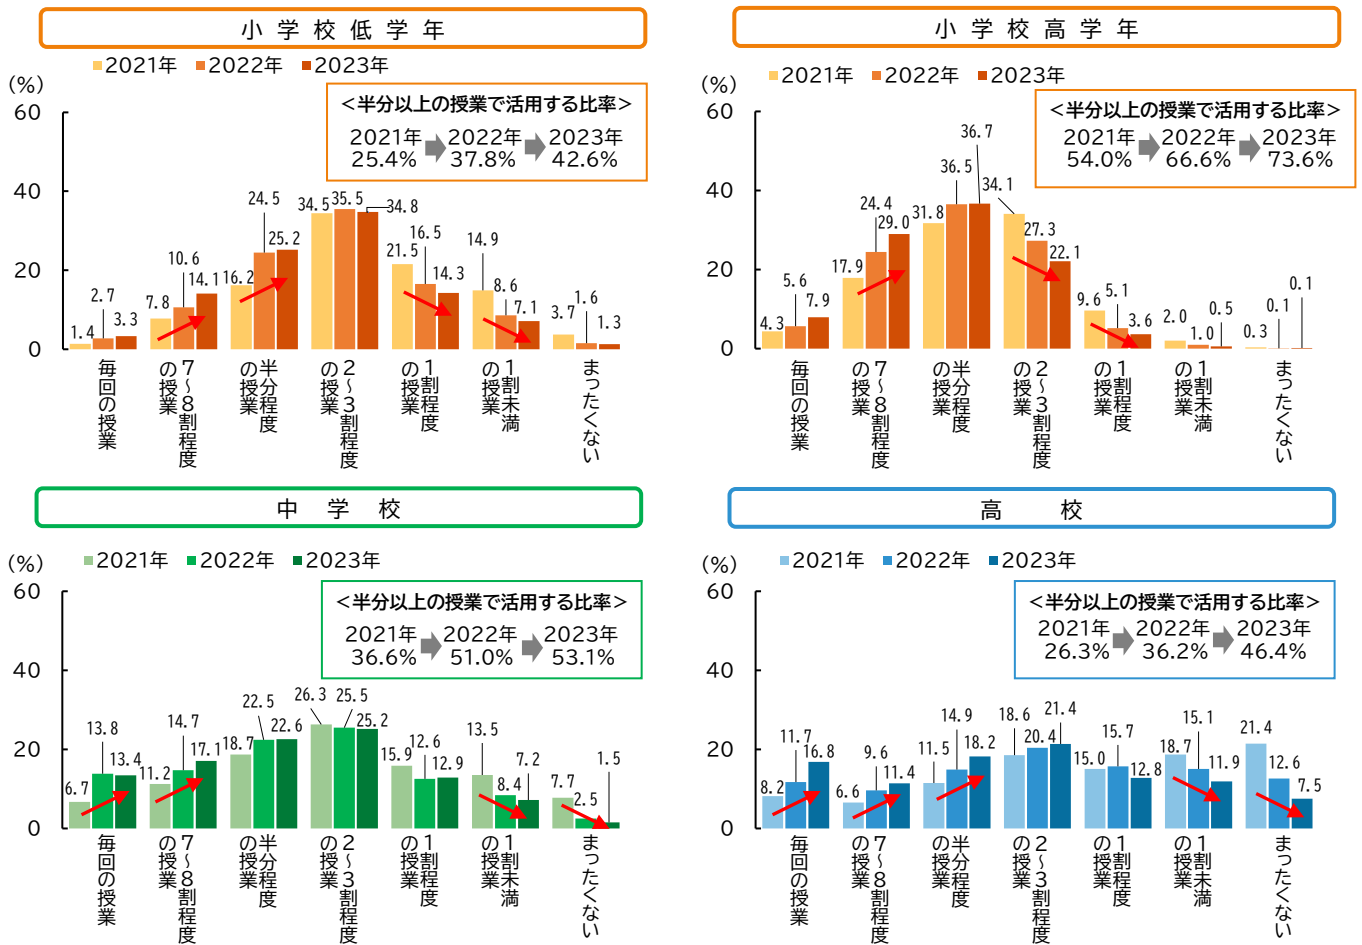 小学校低学年
2021年 2022年 2023年
(%)
<半分以上の授業で活用する比率>
2021年 2022年 2023年
25.4% 37.8% 42.6%
60
40
20
0
1.4 2.7 3.3
7.8 10.6 14.1
16.2 24.5 25.2
34.5 35.5 34.8
21.5 16.5 14.3
14.9 8.6 7.1
3.7 1.6 1.3
毎回の授業
7～8割程度
の授業
半分程度
の授業
2～3割程度
の授業
1割程度
の授業
1割未満
の授業
まったくない
小学校高学年
2021年 2022年 2023年
(%)
<半分以上の授業で活用する比率>
2021年 2022年 2023年
54.0% 66.6% 73.6%
60
40
20
0
4.3 5.6 7.9
17.9 24.4 29.0
31.8 36.5 36.7
34.1 27.3 22.1
9.6 5.1 3.6
2.0 1.0 0.5
0.3 0.1 0.1
毎回の授業
7～8割程度
の授業
半分程度
の授業
2～3割程度
の授業
1割程度
の授業
1割未満
の授業
まったくない
中学校
2021年 2022年 2023年
(%)
<半分以上の授業で活用する比率>
2021年 2022年 2023年
36.6% 51.0% 53.1%
60
40
20
0
6.7 13.8 13.4
11.2 14.7 17.1
18.7 22.5 22.6
26.3 25.5 25.2
15.9 12.6 12.9
13.5 8.4 7.2
7.7 2.5 1.5
毎回の授業
7～8割程度
の授業
半分程度
の授業
2～3割程度
の授業
1割程度
の授業
1割未満
の授業
まったくない
高校
2021年 2022年 2023年
(%)
<半分以上の授業で活用する比率>
2021年 2022年 2023年
26.3% 36.2% 46.4%
60
40
20
0
8.2 11.7 16.8
6.6 9.6 11.4
11.5 14.9 18.2
18.6 20.4 21.4
15.0 15.7 12.8
18.7 15.1 11.9
21.4 12.6 7.5
毎回の授業
7～8割程度
の授業
半分程度
の授業
2～3割程度
の授業
1割程度
の授業
1割未満
の授業
まったくない